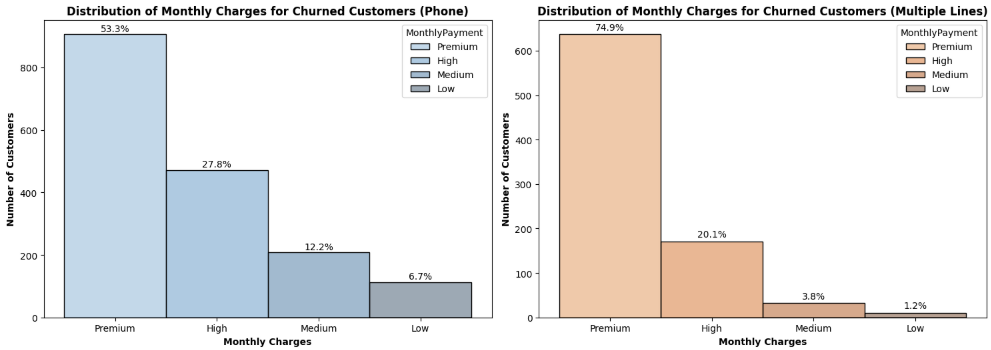 Distribution of Monthly Charges for Churned Customers (Phone)
Number of Customers
800
600
400
200
0
53.3%
27.8%
12.2%
6.7%
MonthlyPayment
Premium
High
Medium
Low
Premium High Medium Low
Monthly Charges
Distribution of Monthly Charges for Churned Customers (Multiple Lines)
Number of Customers
600
500
400
300
200
100
0
74.9%
20.1%
3.8%
1.2%
MonthlyPayment
Premium
High
Medium
Low
Premium High Medium Low
Monthly Charges